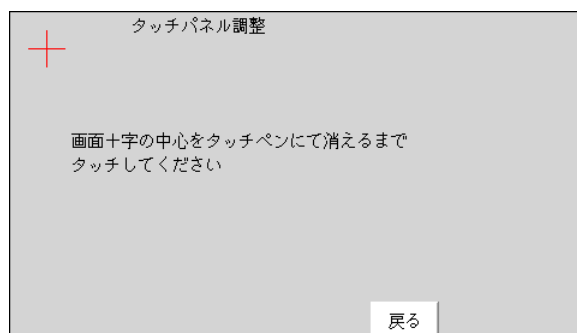 タッチパネル調整
画面十字の中心をタッチペンにて消えるまで
タッチしてください
戻る